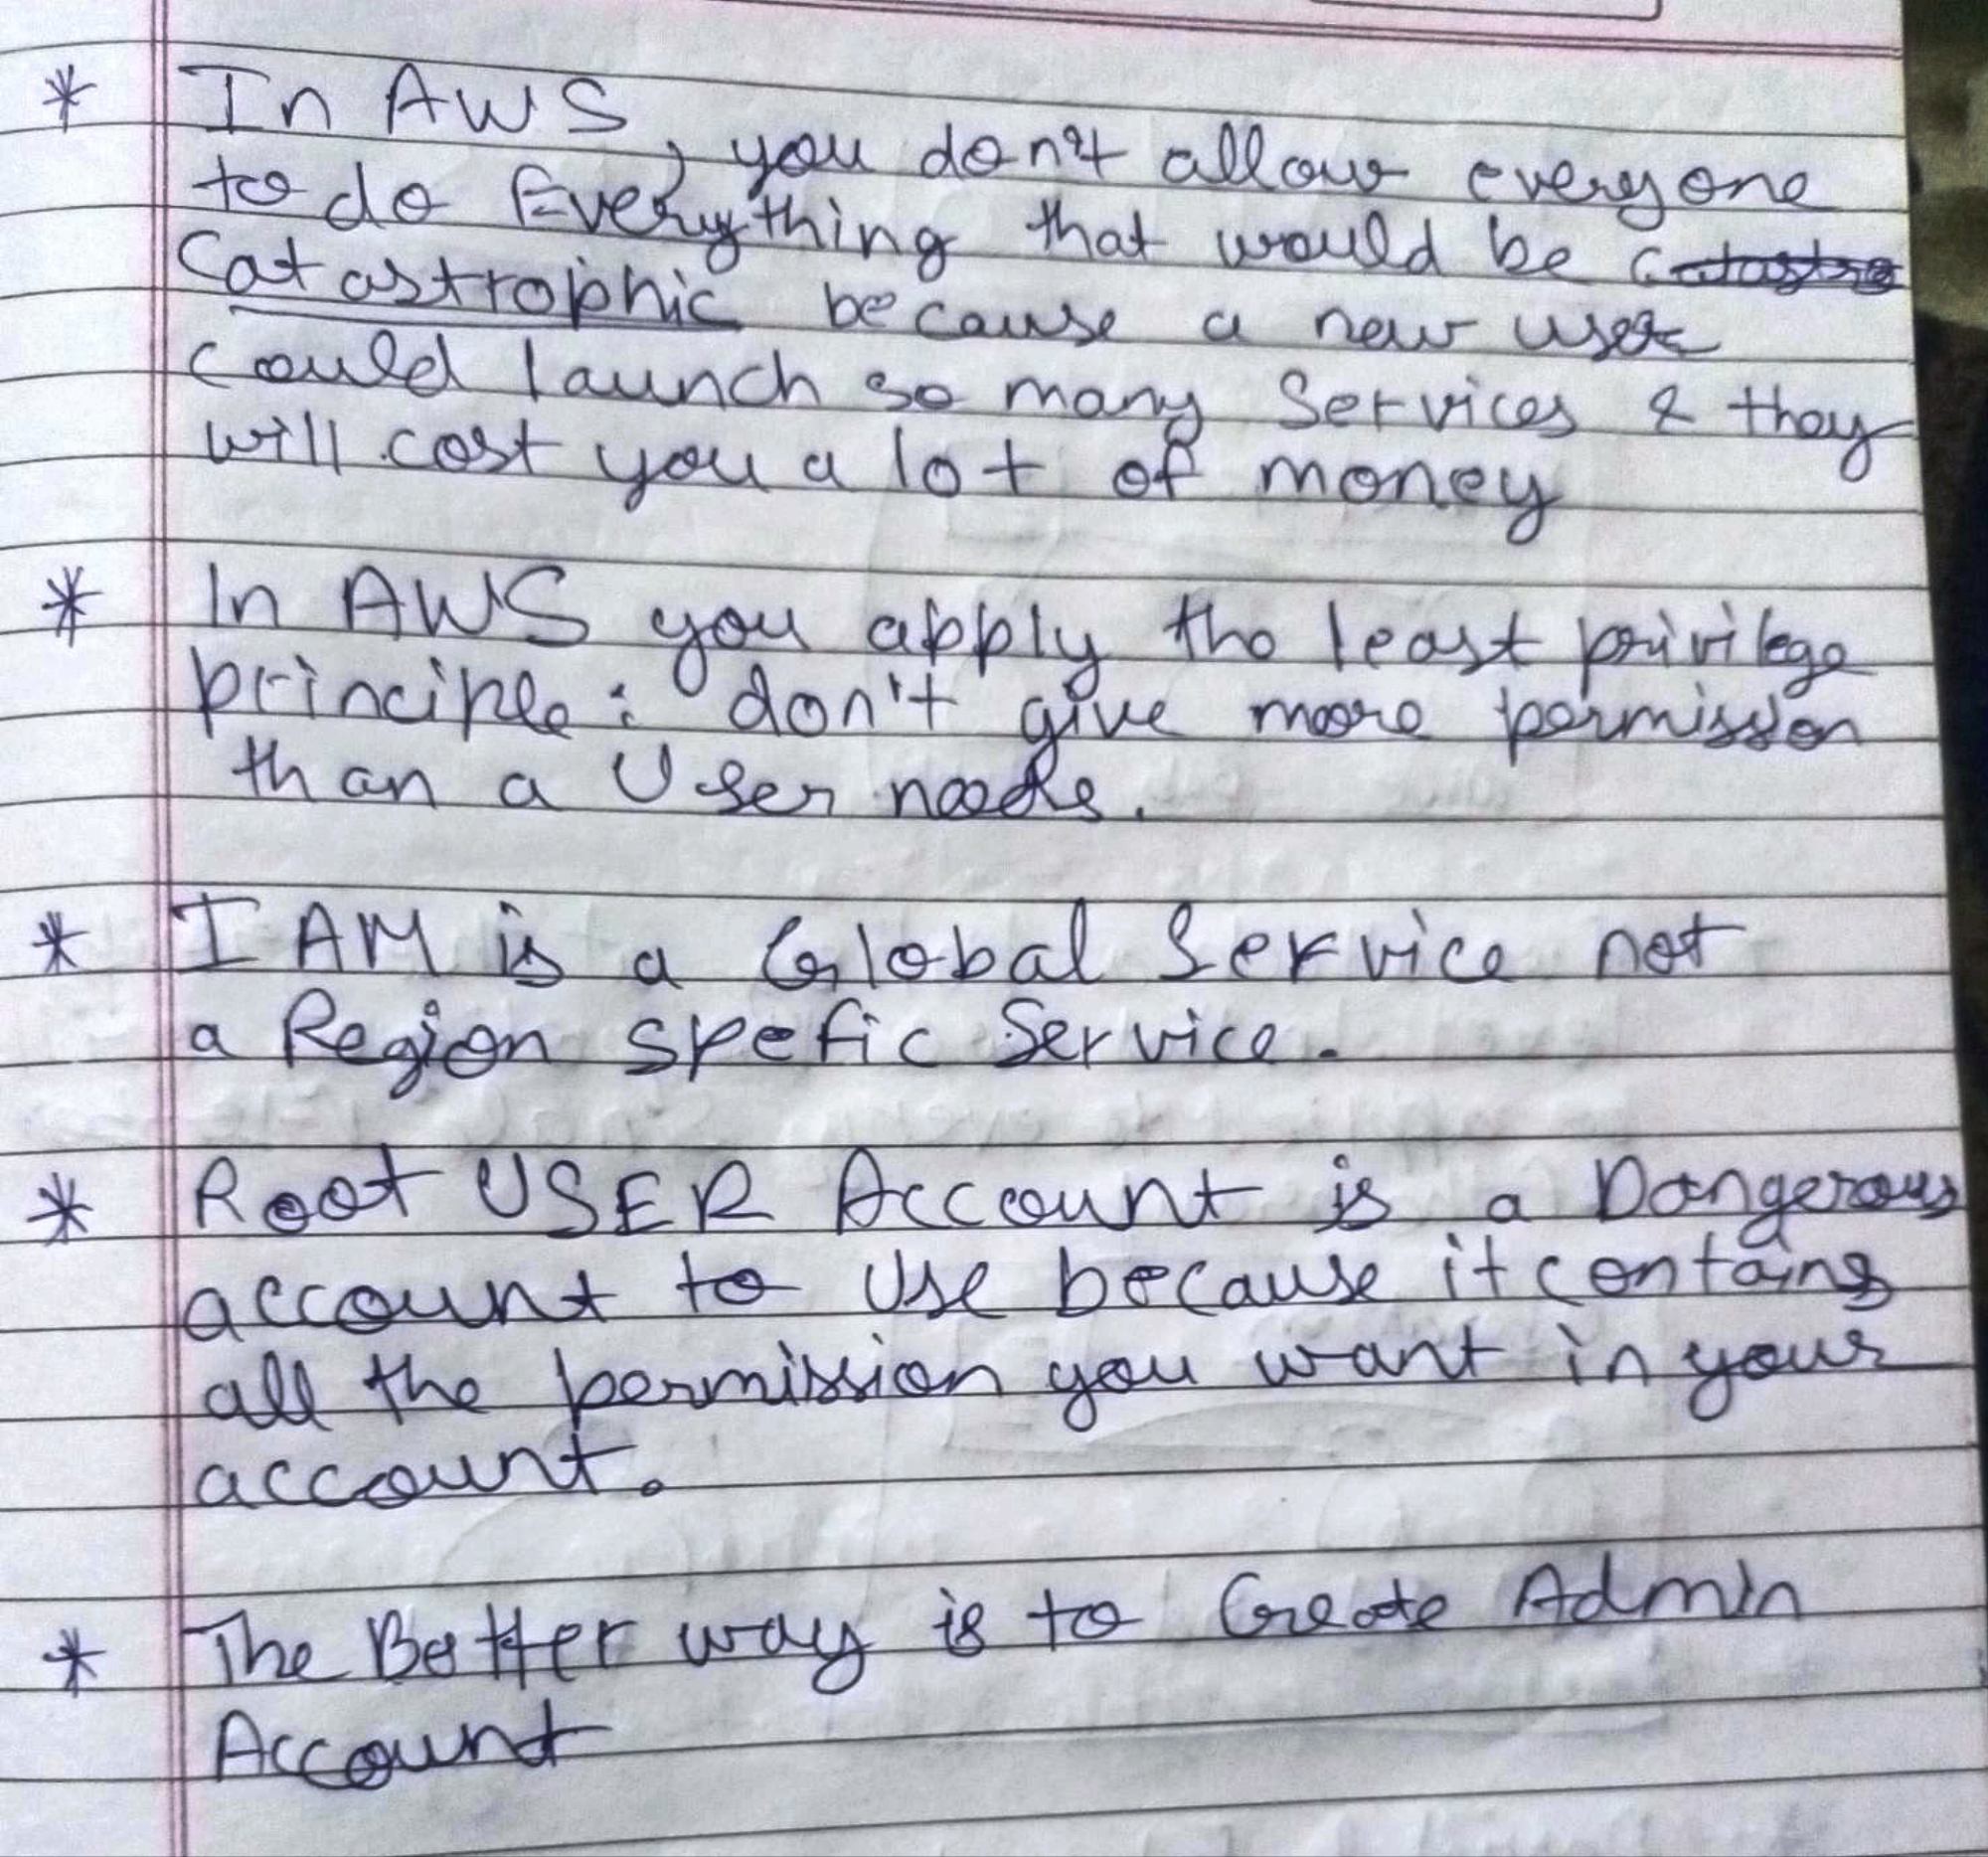 * In AWS, you don't allow everyone
to do Everything that would be
Catastrophic because a new user
could launch so many Services & they
will cost you a lot of money
* In AWS you apply the least privilege
principle: don't give more permission
than a User needs.
* IAM is a Global Service not
a Region spefic Service.
* Root USER Account is a Dangerous
account to Use because it contains
all the permission you want in your
account.
* The Better way is to Create Admin
Account